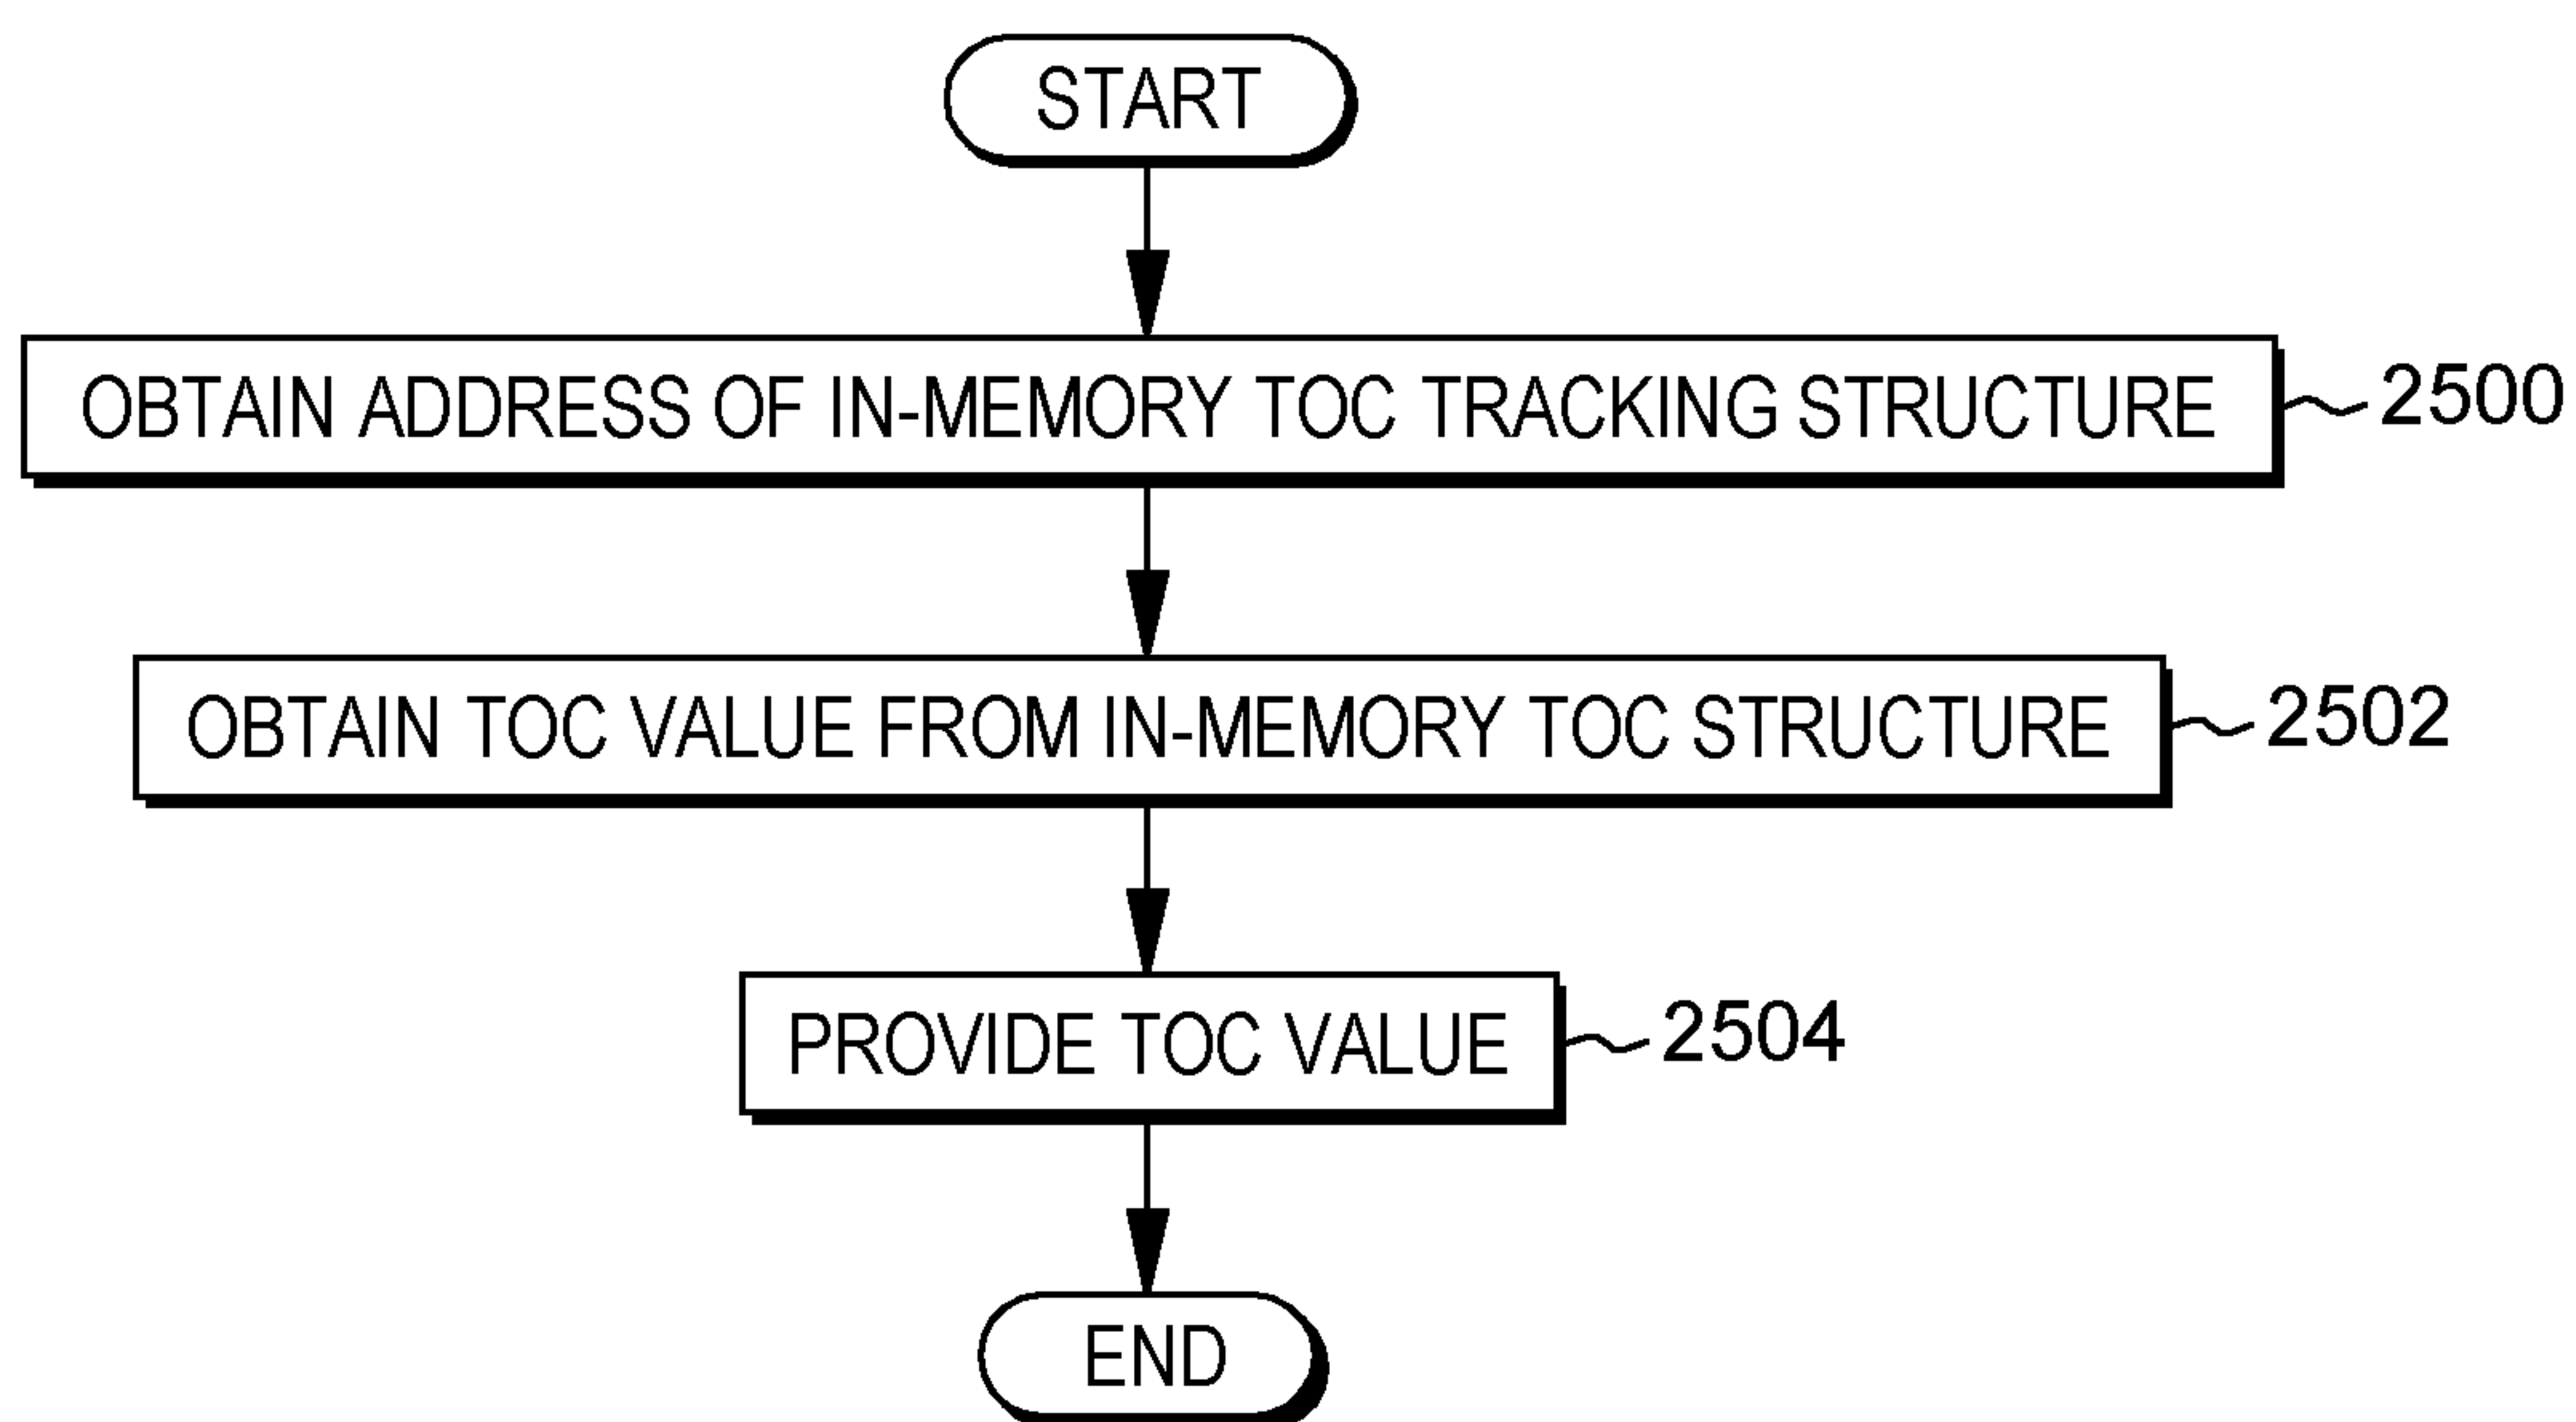 START
OBTAIN ADDRESS OF IN-MEMORY TOC TRACKING STRUCTURE 2500
OBTAIN TOC VALUE FROM IN-MEMORY TOC STRUCTURE 2502
PROVIDE TOC VALUE 2504
END